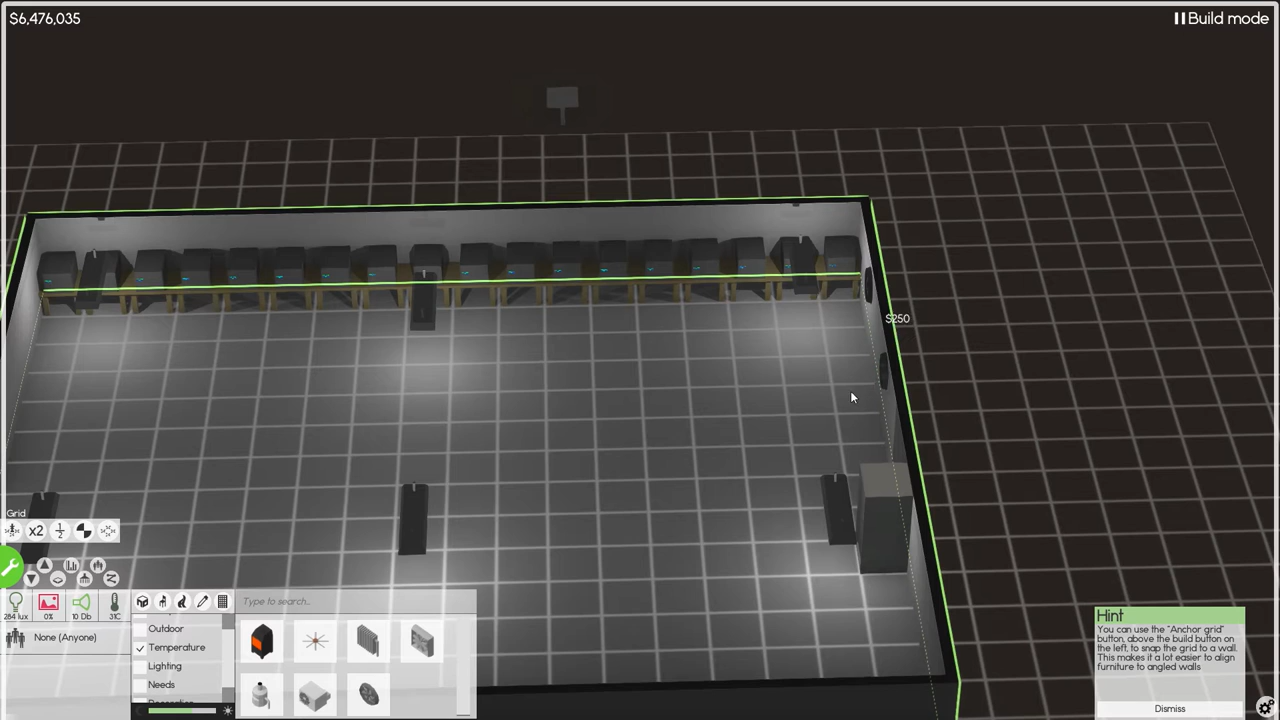 $6,476,035
Build mode
$250
Grid
x2
1/2
284 lux
0%
10 Db
31C
None (Anyone)
Type to search...
Outdoor
Temperature
Lighting
Needs
Hint
You can use the "Anchor grid"
button, above the build button on
the left, to snap the grid to a wall.
This makes it a lot easier to align
furniture to angled walls
Dismiss